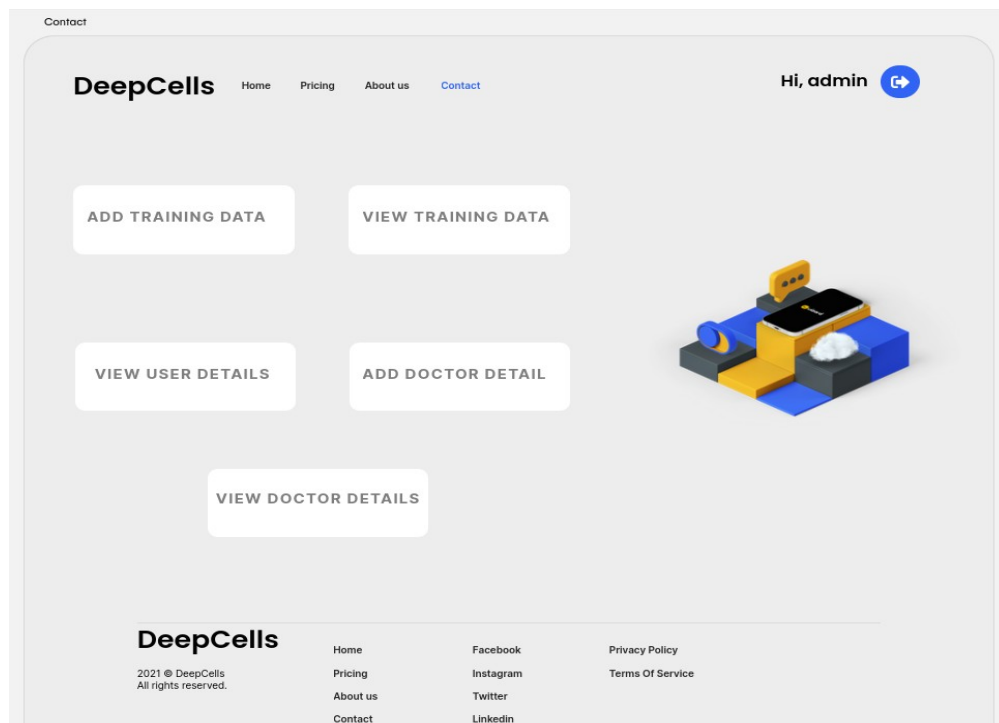 Contact
DeepCells
Home
Pricing
About us
Contact
Hi, admin
ADD TRAINING DATA
VIEW TRAINING DATA
VIEW USER DETAILS
ADD DOCTOR DETAIL
VIEW DOCTOR DETAILS
DeepCells
2021 © DeepCells
All rights reserved.
Home
Pricing
About us
Contact
Facebook
Instagram
Twitter
Linkedin
Privacy Policy
Terms Of Service